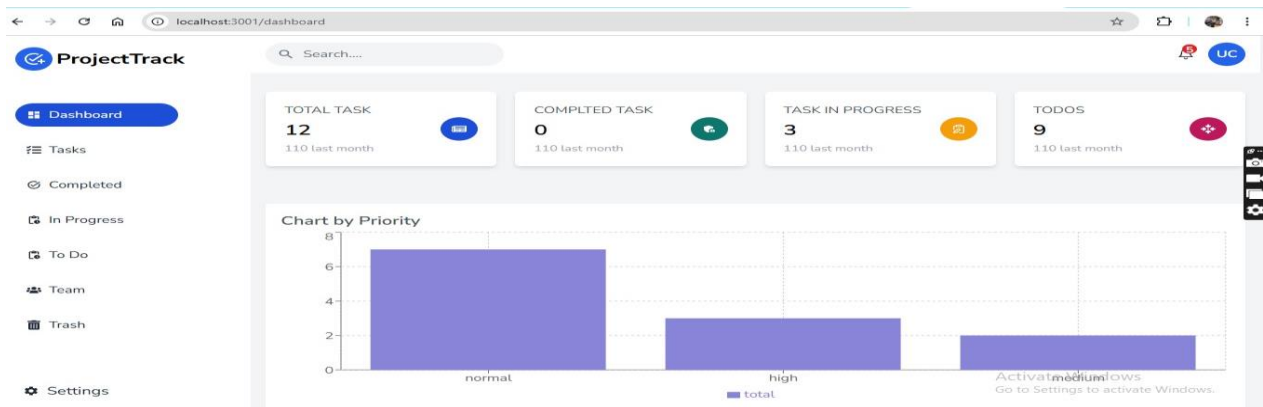 localhost:3001/dashboard
ProjectTrack
Search....
5
UC
Dashboard
Tasks
Completed
In Progress
To Do
Team
Trash
Settings
TOTAL TASK
12
110 last month
COMPLTED TASK
0
110 last month
TASK IN PROGRESS
3
110 last month
TODOS
9
110 last month
Chart by Priority
8
6
4
2
0
normal high medium
total
Activate Windows
Go to Settings to activate Windows.